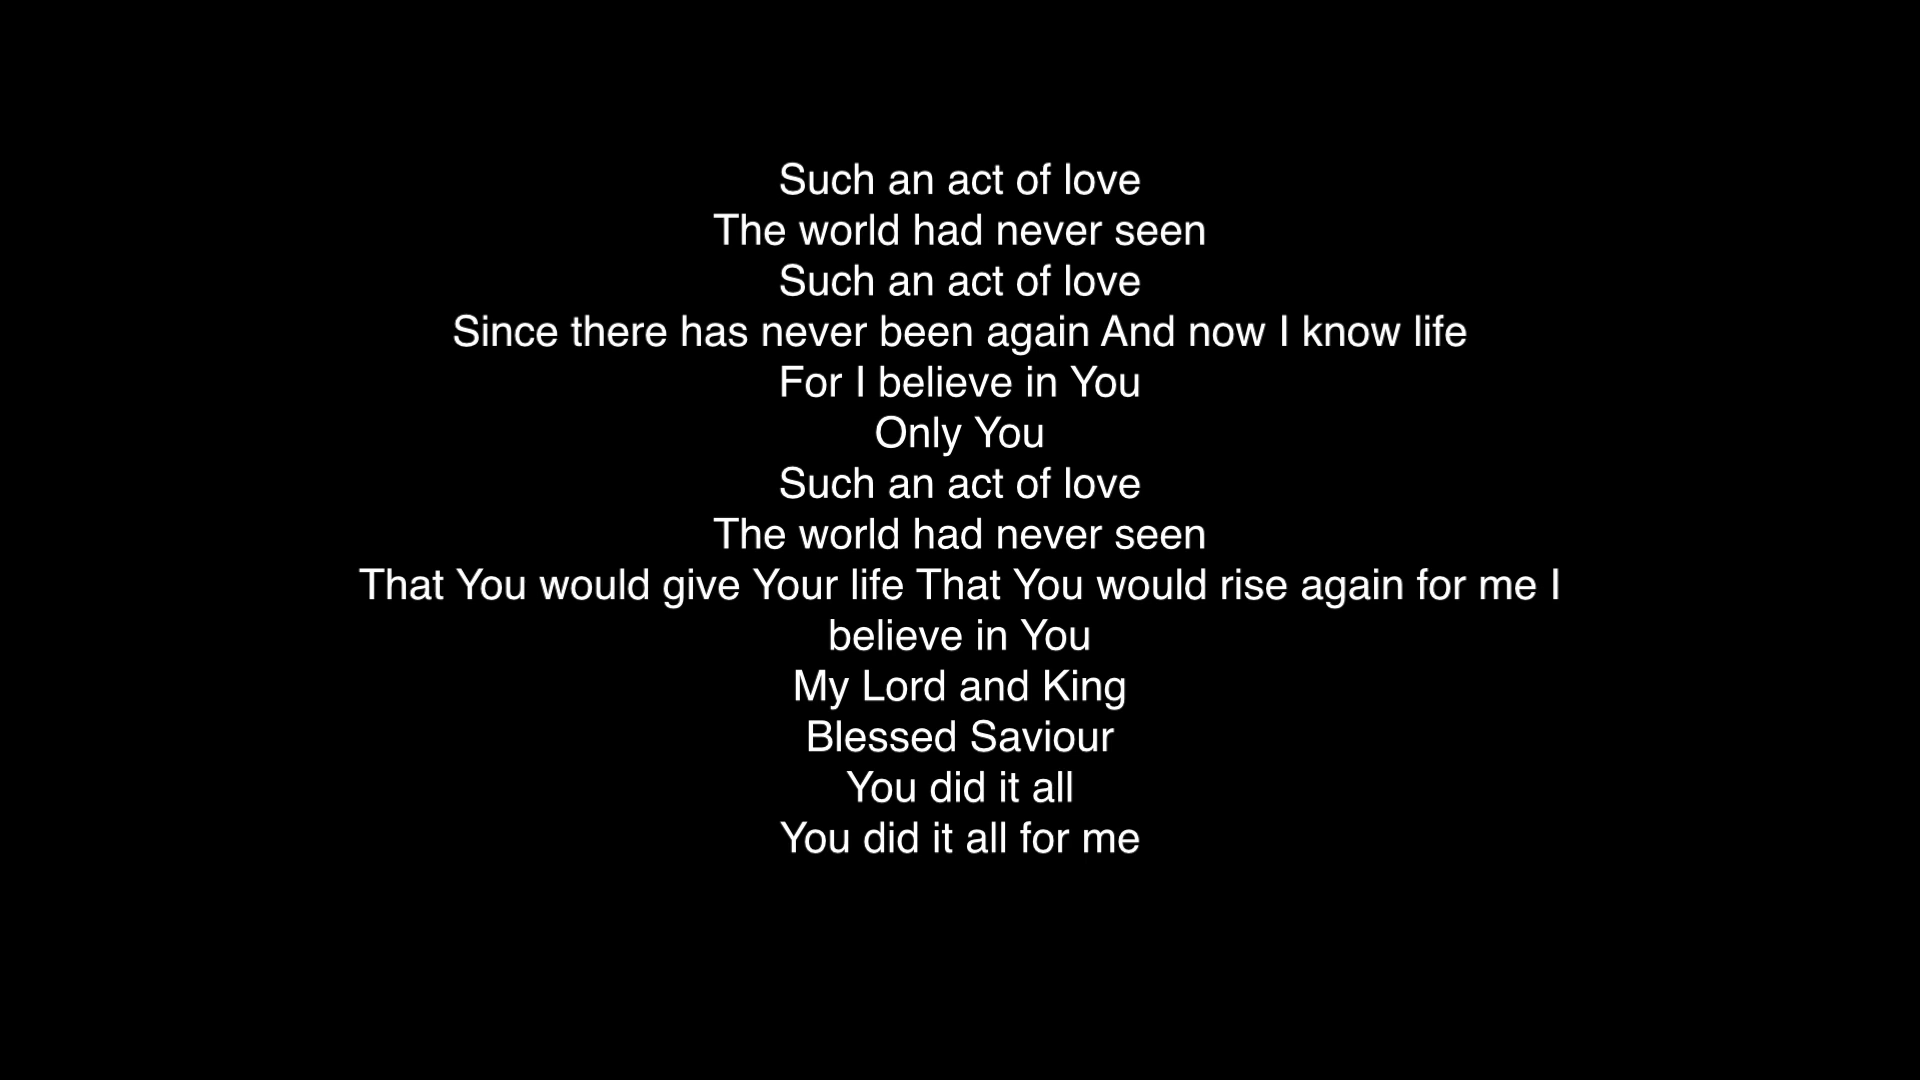 Such an act of love
The world had never seen
Such an act of love
Since there has never been again And now I know life
For I believe in You
Only You
Such an act of love
The world had never seen
That You would give Your life That You would rise again for me I
believe in You
My Lord and King
Blessed Saviour
You did it all
You did it all for me